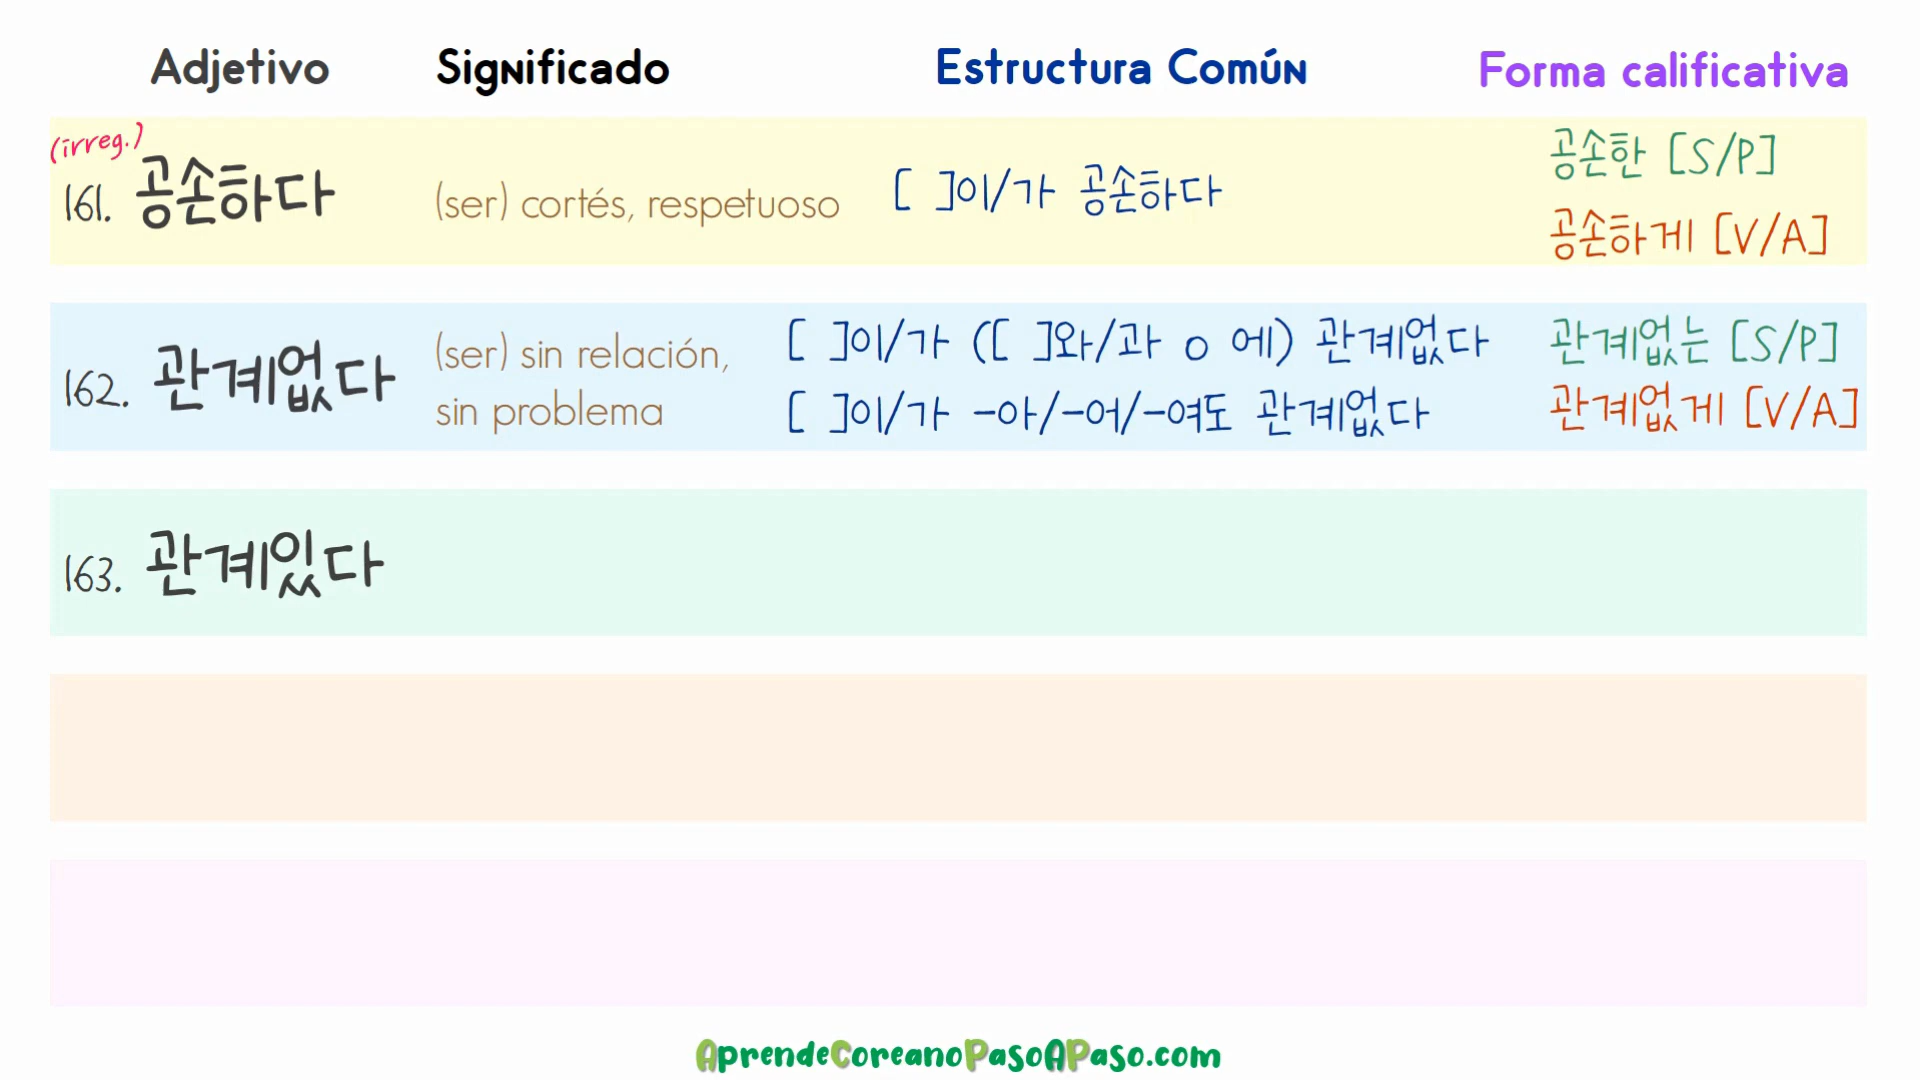 Adjetivo Significado Estructura Común Forma calificativa
(irreg.)
161. 공손하다 (ser) cortés, respetuoso [ ]이/가 공손하다 공손한 [S/P]
공손하게 [V/A]
162. 관계없다 (ser) sin relación, [ ]이/가 ([ ]와/과 o 에) 관계없다 관계없는 [S/P]
sin problema [ ]이/가 -아/-어/-여도 관계없다 관계없게 [V/A]
163. 관계있다
AprendeCoreanoPasoAPaso.com